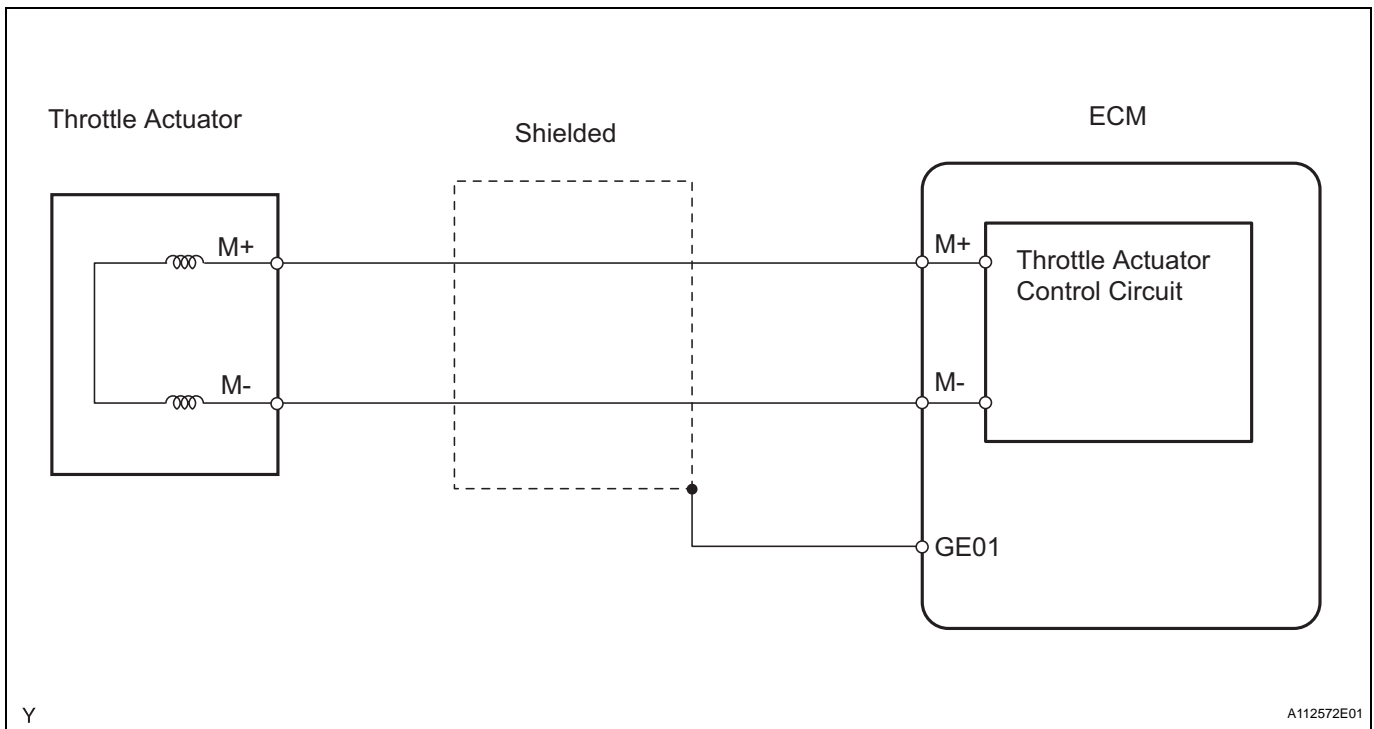 Throttle Actuator
Shielded
ECM
M+
M+
Throttle Actuator
Control Circuit
M-
M-
GE01
Y
A112572E01